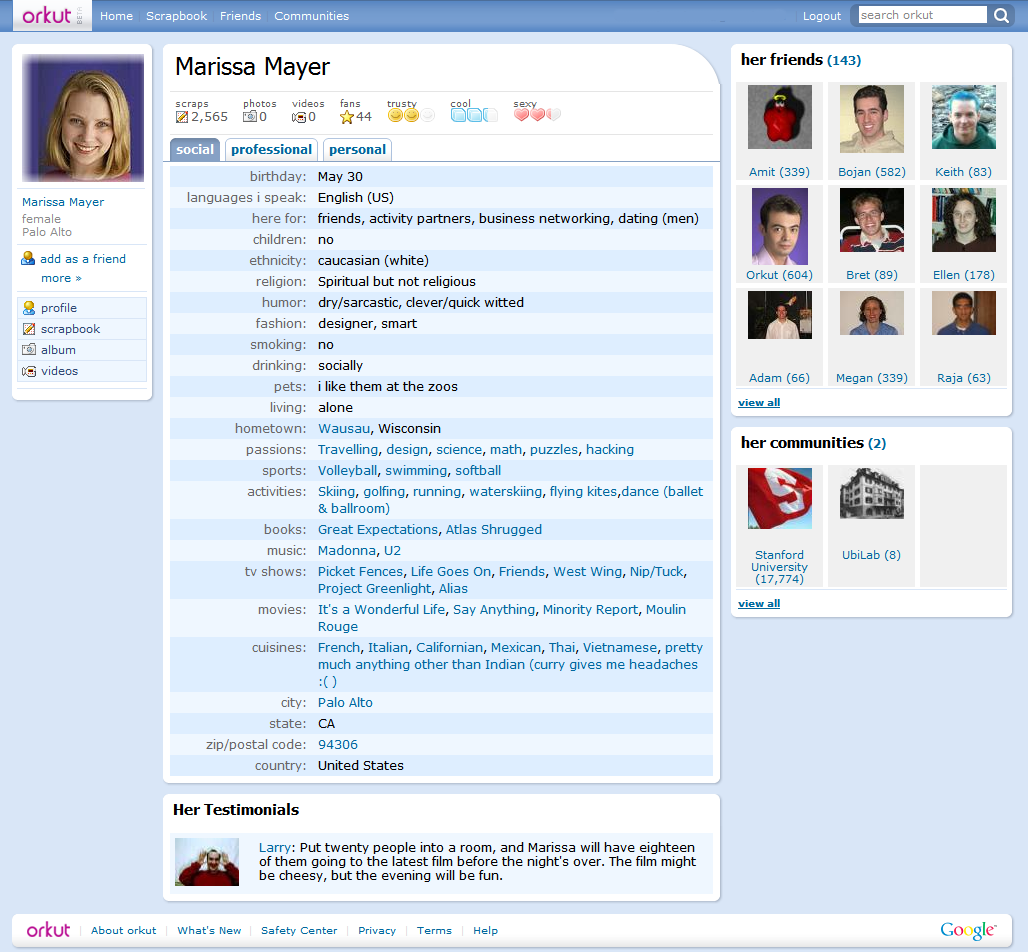 orkut BETA Home Scrapbook Friends Communities Logout search orkut
Marissa Mayer
female
Palo Alto
add as a friend
more »
profile
scrapbook
album
videos
Marissa Mayer
scraps photos videos fans trusty cool sexy
2,565 0 0 44
social professional personal
birthday: May 30
languages i speak: English (US)
here for: friends, activity partners, business networking, dating (men)
children: no
ethnicity: caucasian (white)
religion: Spiritual but not religious
humor: dry/sarcastic, clever/quick witted
fashion: designer, smart
smoking: no
drinking: socially
pets: i like them at the zoos
living: alone
hometown: Wausau, Wisconsin
passions: Travelling, design, science, math, puzzles, hacking
sports: Volleyball, swimming, softball
activities: Skiing, golfing, running, waterskiing, flying kites,dance (ballet
& ballroom)
books: Great Expectations, Atlas Shrugged
music: Madonna, U2
tv shows: Picket Fences, Life Goes On, Friends, West Wing, Nip/Tuck,
Project Greenlight, Alias
movies: It's a Wonderful Life, Say Anything, Minority Report, Moulin
Rouge
cuisines: French, Italian, Californian, Mexican, Thai, Vietnamese, pretty
much anything other than Indian (curry gives me headaches
:( )
city: Palo Alto
state: CA
zip/postal code: 94306
country: United States
Her Testimonials
Larry: Put twenty people into a room, and Marissa will have eighteen
of them going to the latest film before the night's over. The film might
be cheesy, but the evening will be fun.
her friends (143)
Amit (339) Bojan (582) Keith (83)
Orkut (604) Bret (89) Ellen (178)
Adam (66) Megan (339) Raja (63)
view all
her communities (2)
S
Stanford
University
(17,774)
UbiLab (8)
view all
orkut About orkut What's New Safety Center Privacy Terms Help Google™